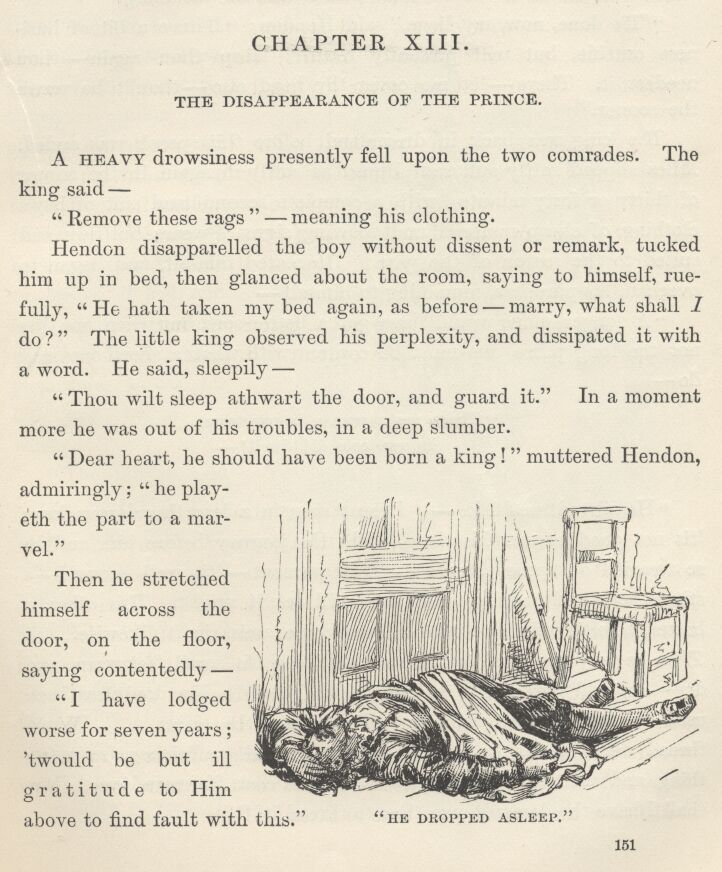 CHAPTER XIII.
THE DISAPPEARANCE OF THE PRINCE.
A HEAVY drowsiness presently fell upon the two comrades. The
king said —
“Remove these rags” — meaning his clothing.
Hendon disapparelled the boy without dissent or remark, tucked
him up in bed, then glanced about the room, saying to himself, rue-
fully, “He hath taken my bed again, as before — marry, what shall I
do?” The little king observed his perplexity, and dissipated it with
a word. He said, sleepily —
“Thou wilt sleep athwart the door, and guard it.” In a moment
more he was out of his troubles, in a deep slumber.
“Dear heart, he should have been born a king!” muttered Hendon,
admiringly; “he play-
eth the part to a mar-
vel.”
Then he stretched
himself across the
door, on the floor,
saying contentedly —
“I have lodged
worse for seven years;
'twould be but ill
gratitude to Him
above to find fault with this.”
“HE DROPPED ASLEEP.”
151